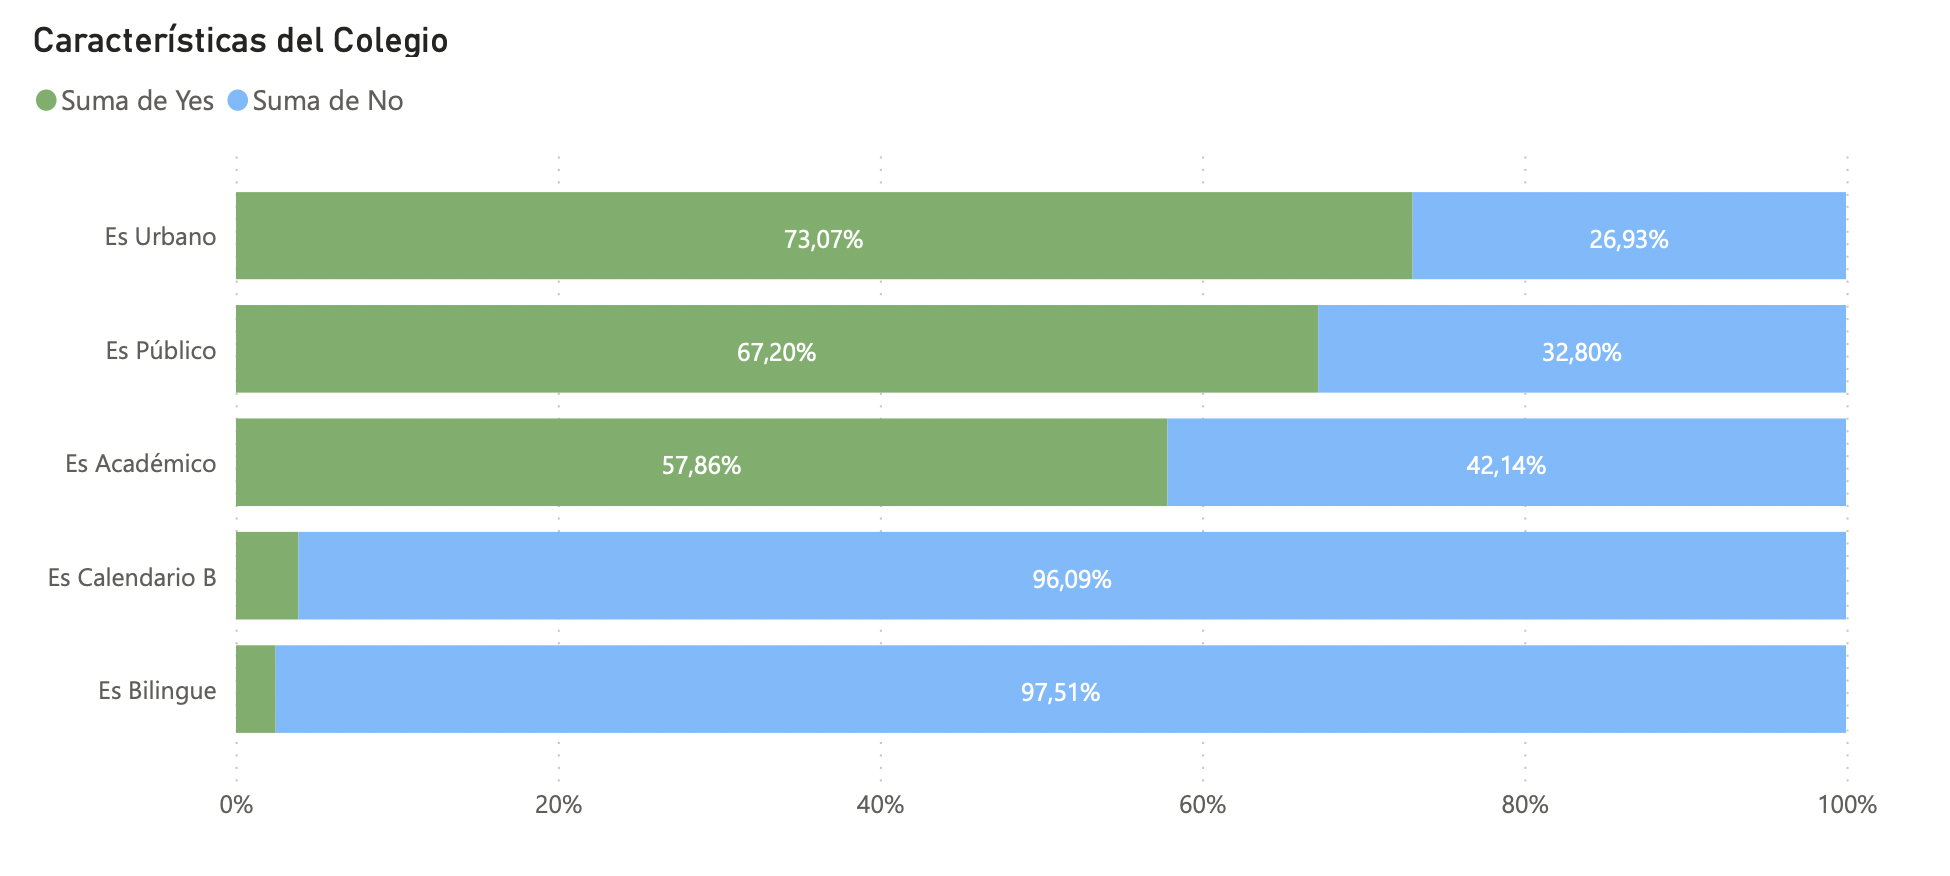 Características del Colegio
Suma de Yes Suma de No
Es Urbano 73,07% 26,93%
Es Público 67,20% 32,80%
Es Académico 57,86% 42,14%
Es Calendario B 96,09%
Es Bilingue 97,51%
0% 20% 40% 60% 80% 100%